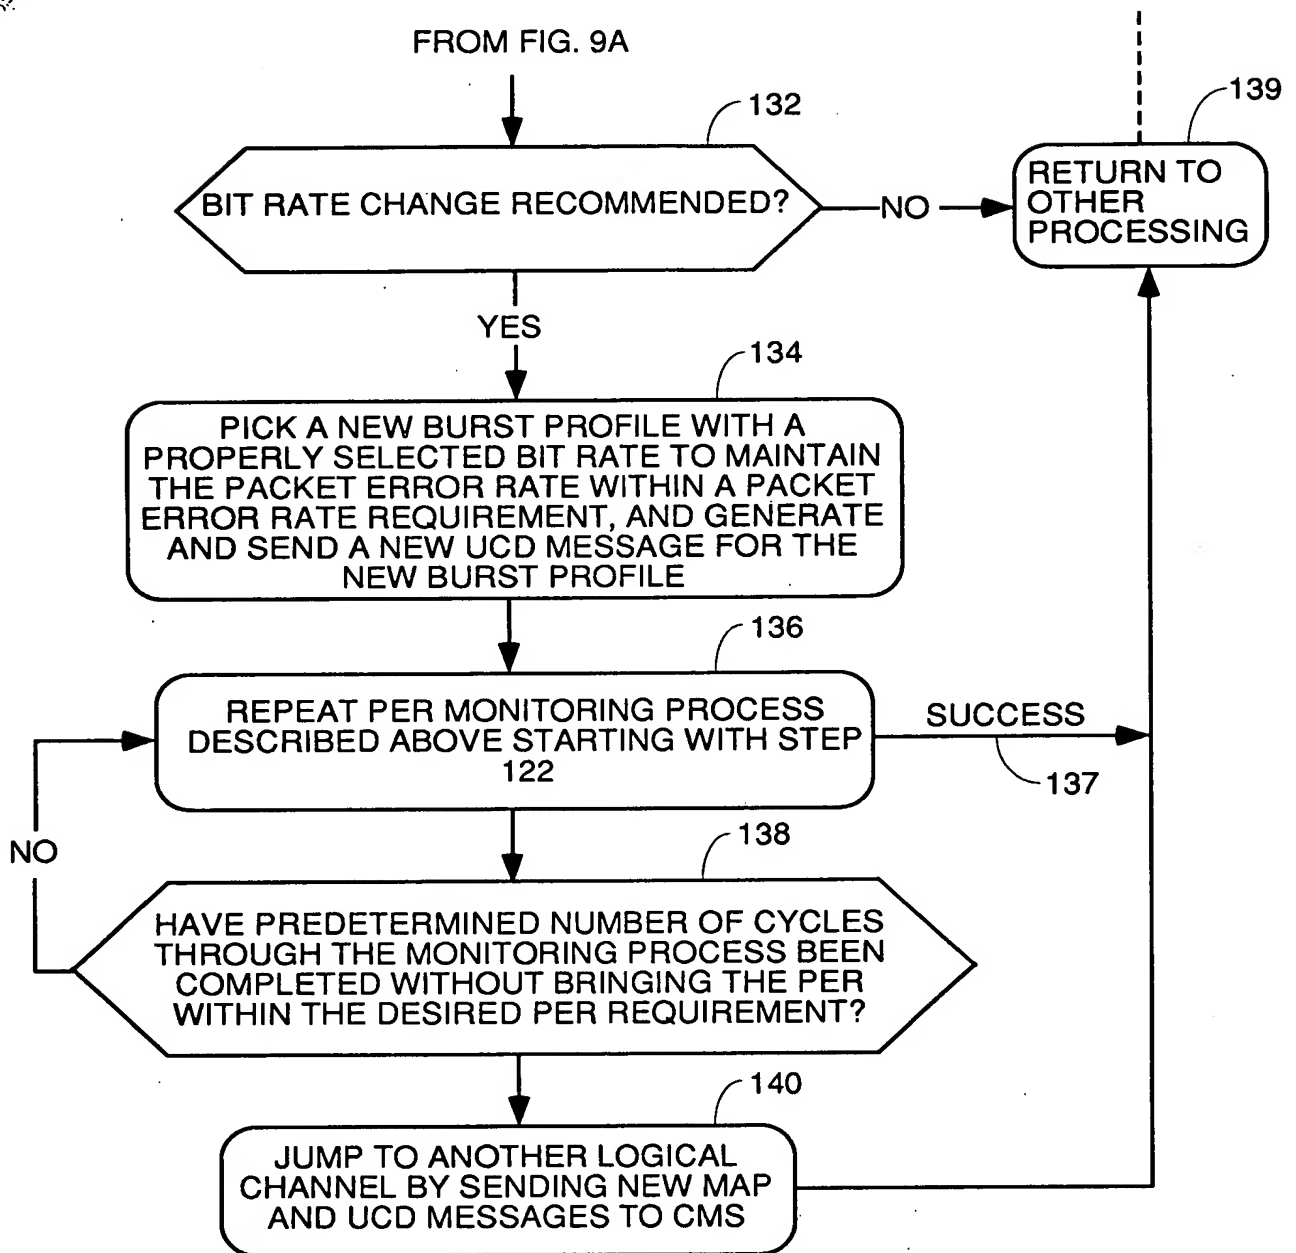 FROM FIG. 9A
132
139
BIT RATE CHANGE RECOMMENDED?
NO
RETURN TO
OTHER
PROCESSING
YES
134
PICK A NEW BURST PROFILE WITH A
PROPERLY SELECTED BIT RATE TO MAINTAIN
THE PACKET ERROR RATE WITHIN A PACKET
ERROR RATE REQUIREMENT, AND GENERATE
AND SEND A NEW UCD MESSAGE FOR THE
NEW BURST PROFILE
136
REPEAT PER MONITORING PROCESS
DESCRIBED ABOVE STARTING WITH STEP
122
SUCCESS
137
NO
138
HAVE PREDETERMINED NUMBER OF CYCLES
THROUGH THE MONITORING PROCESS BEEN
COMPLETED WITHOUT BRINGING THE PER
WITHIN THE DESIRED PER REQUIREMENT?
140
JUMP TO ANOTHER LOGICAL
CHANNEL BY SENDING NEW MAP
AND UCD MESSAGES TO CMS